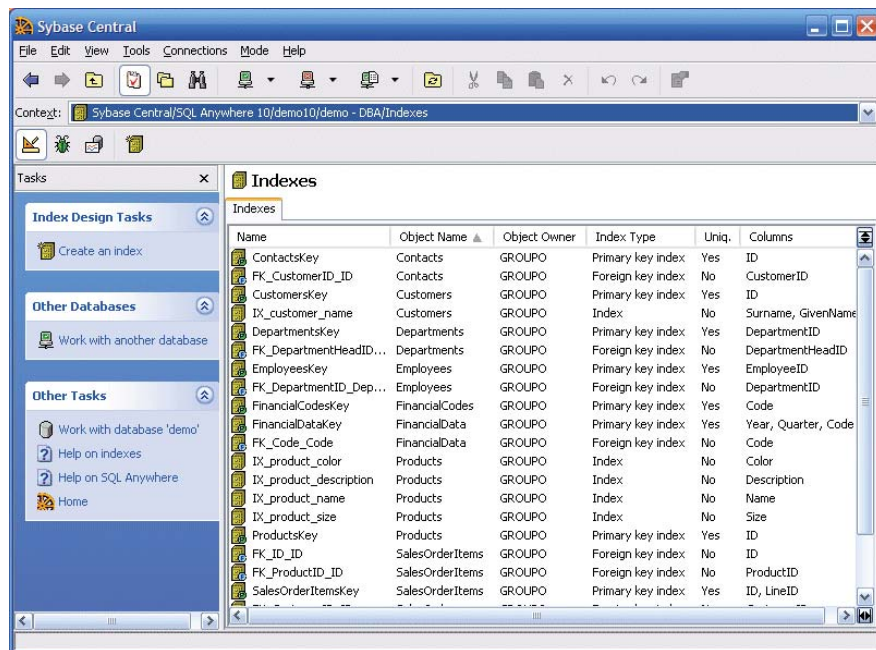 Sybase Central
File Edit View Tools Connections Mode Help
Context: Sybase Central/SQL Anywhere 10/demo10/demo - DBA/Indexes
Tasks x
Index Design Tasks
Create an index
Other Databases
Work with another database
Other Tasks
Work with database 'demo'
Help on indexes
Help on SQL Anywhere
Home
Indexes
Indexes
Name Object Name Object Owner Index Type Uniq. Columns
ContactsKey Contacts GROUPO Primary key index Yes ID
FK_CustomerID_ID Contacts GROUPO Foreign key index No CustomerID
CustomersKey Customers GROUPO Primary key index Yes ID
IX_customer_name Customers GROUPO Index No Surname, GivenName
DepartmentsKey Departments GROUPO Primary key index Yes DepartmentID
FK_DepartmentHeadID... Departments GROUPO Foreign key index No DepartmentHeadID
EmployeesKey Employees GROUPO Primary key index Yes EmployeeID
FK_DepartmentID_Dep... Employees GROUPO Foreign key index No DepartmentID
FinancialCodesKey FinancialCodes GROUPO Primary key index Yes Code
FinancialDataKey FinancialData GROUPO Primary key index Yes Year, Quarter, Code
FK_Code_Code FinancialData GROUPO Foreign key index No Code
IX_product_color Products GROUPO Index No Color
IX_product_description Products GROUPO Index No Description
IX_product_name Products GROUPO Index No Name
IX_product_size Products GROUPO Index No Size
ProductsKey Products GROUPO Primary key index Yes ID
FK_ID_ID SalesOrderItems GROUPO Foreign key index No ID
FK_ProductID_ID SalesOrderItems GROUPO Foreign key index No ProductID
SalesOrderItemsKey SalesOrderItems GROUPO Primary key index Yes ID, LineID